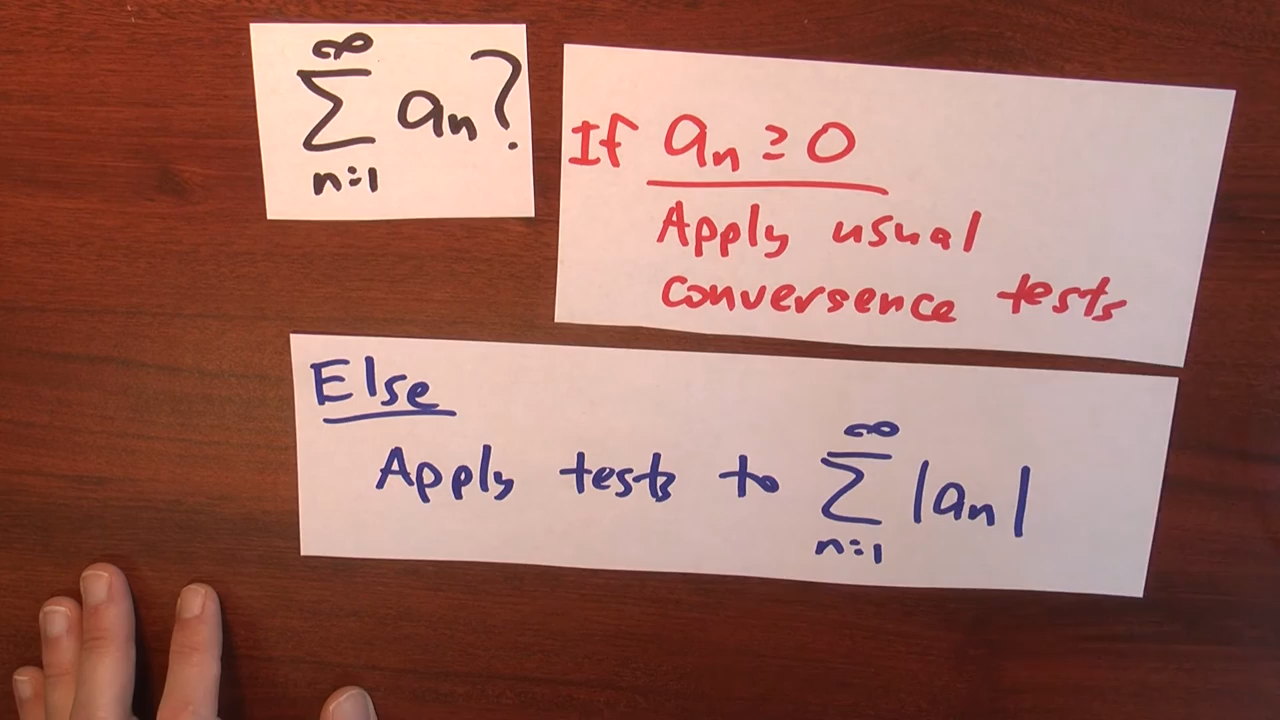 ∞
∑ aₙ?
n=1
If aₙ ≥ 0
Apply usual
convergence tests
Else
∞
Apply tests to ∑ |aₙ|
n=1